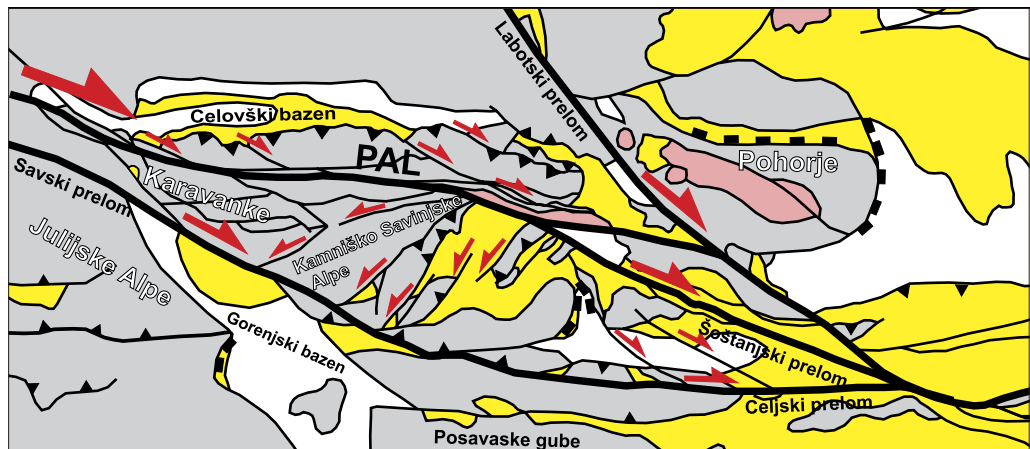 Labotski prelom
Celovški bazen
PAL
Pohorje
Karavanke
Savski prelom
Kamniško Savinjske
Alpe
Julijske Alpe
Gorenjski bazen
Šoštanjski prelom
Celjski prelom
Posavaske gube